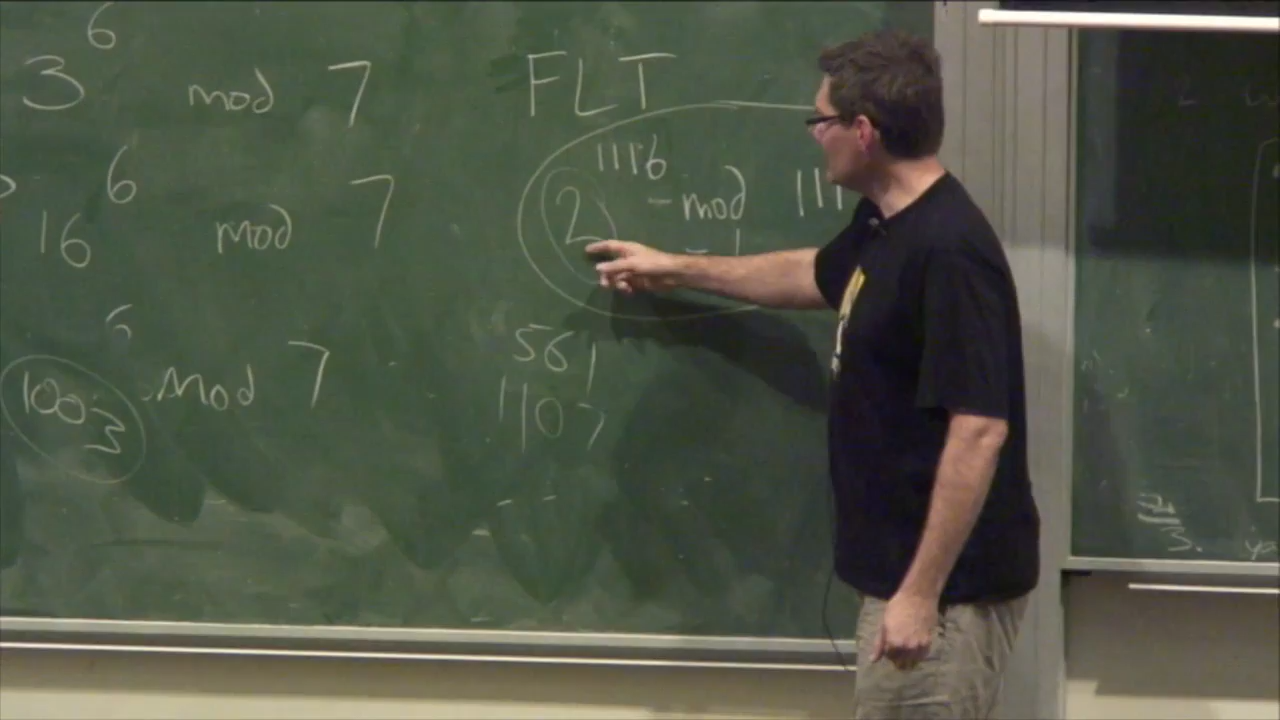 3^6 mod 7
16^6 mod 7
1003^6 mod 7
FLT
2^1116 mod 111
561
1107